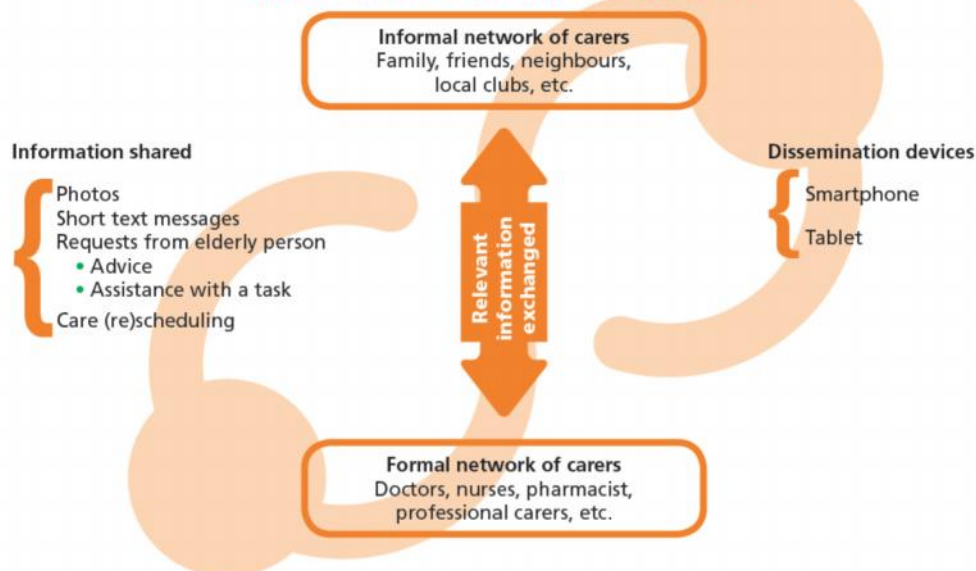 Informal network of carers
Family, friends, neighbours,
local clubs, etc.
Information shared
Photos
Short text messages
Requests from elderly person
• Advice
• Assistance with a task
Care (re)scheduling
Relevant
information
exchanged
Dissemination devices
Smartphone
Tablet
Formal network of carers
Doctors, nurses, pharmacist,
professional carers, etc.